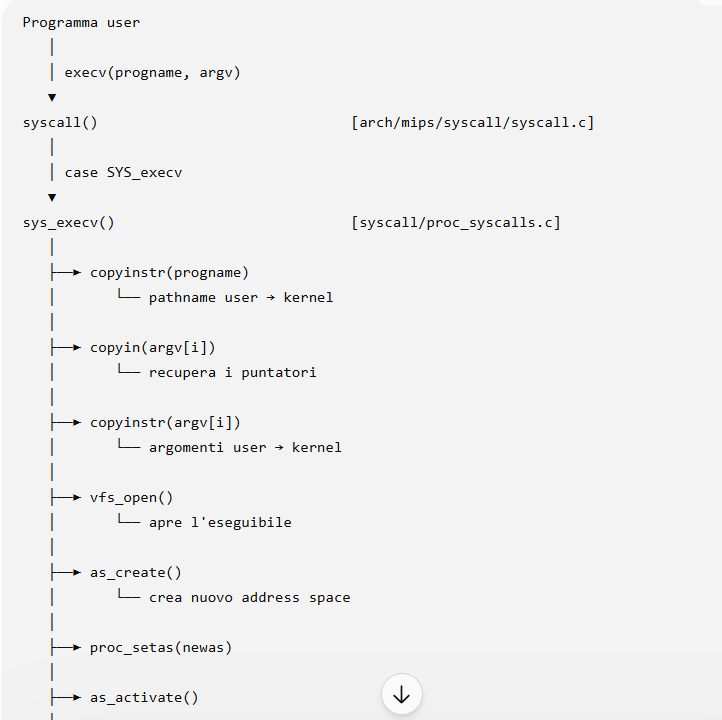 Programma user
│
│ execv(progname, argv)
▼
syscall() [arch/mips/syscall/syscall.c]
│
│ case SYS_execv
▼
sys_execv() [syscall/proc_syscalls.c]
│
├──► copyinstr(progname)
│ └── pathname user → kernel
│
├──► copyin(argv[i])
│ └── recupera i puntatori
│
├──► copyinstr(argv[i])
│ └── argomenti user → kernel
│
├──► vfs_open()
│ └── apre l'eseguibile
│
├──► as_create()
│ └── crea nuovo address space
│
├──► proc_setas(newas)
│
├──► as_activate()
│